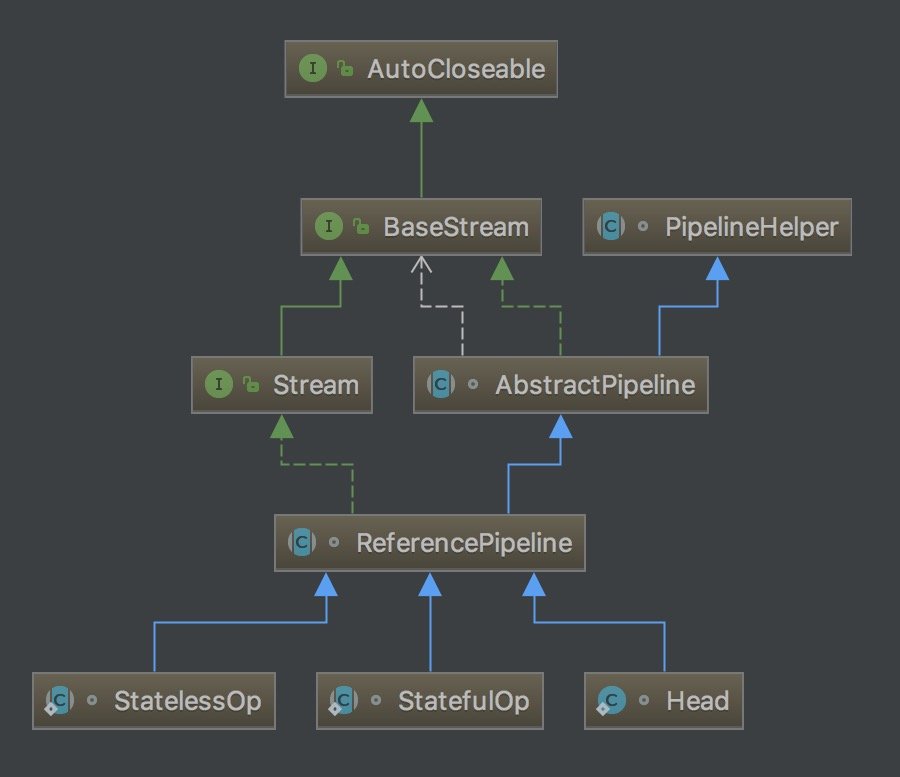 I AutoCloseable
I BaseStream
C PipelineHelper
I Stream
C AbstractPipeline
C ReferencePipeline
C StatelessOp
C StatefulOp
C Head